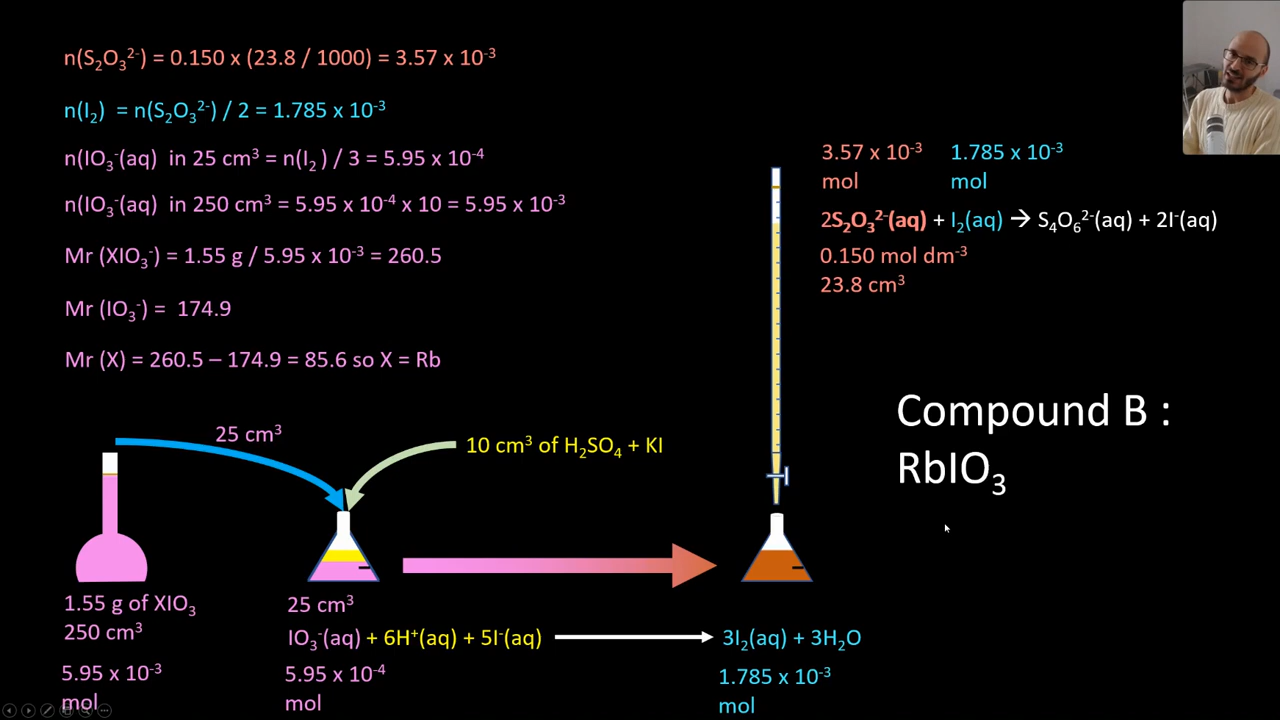 n(S₂O₃²⁻) = 0.150 x (23.8 / 1000) = 3.57 x 10⁻³
n(I₂) = n(S₂O₃²⁻) / 2 = 1.785 x 10⁻³
n(IO₃⁻(aq) in 25 cm³ = n(I₂ ) / 3 = 5.95 x 10⁻⁴
n(IO₃⁻(aq) in 250 cm³ = 5.95 x 10⁻⁴ x 10 = 5.95 x 10⁻³
Mr (XIO₃⁻) = 1.55 g / 5.95 x 10⁻³ = 260.5
Mr (IO₃⁻) = 174.9
Mr (X) = 260.5 – 174.9 = 85.6 so X = Rb
3.57 x 10⁻³ 1.785 x 10⁻³
mol mol
2S₂O₃²⁻(aq) + I₂(aq) → S₄O₆²⁻(aq) + 2I⁻(aq)
0.150 mol dm⁻³
23.8 cm³
Compound B :
RbIO₃
25 cm³
10 cm³ of H₂SO₄ + KI
1.55 g of XIO₃
250 cm³
5.95 x 10⁻³
mol
25 cm³
IO₃⁻(aq) + 6H⁺(aq) + 5I⁻(aq) → 3I₂(aq) + 3H₂O
5.95 x 10⁻⁴
mol
1.785 x 10⁻³
mol